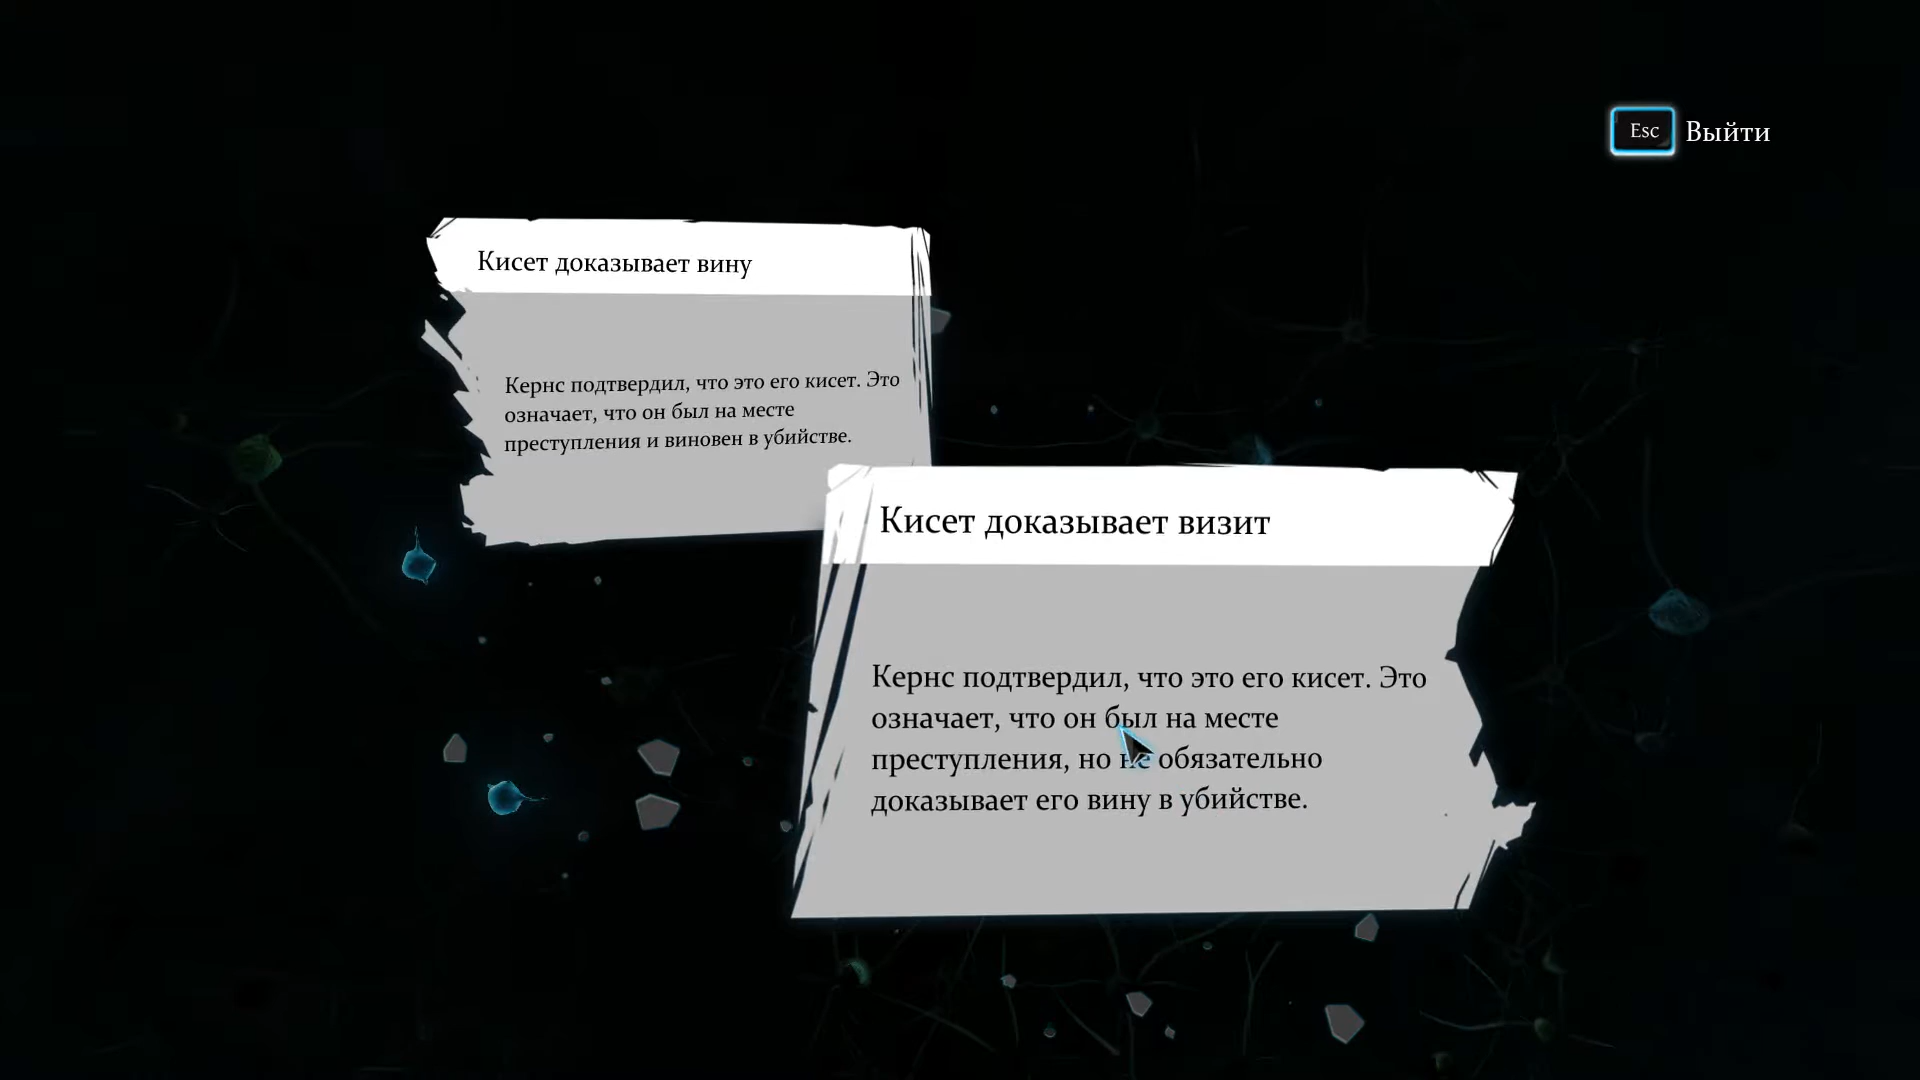 Esc Выйти
Кисет доказывает вину
Кернс подтвердил, что это его кисет. Это
означает, что он был на месте
преступления и виновен в убийстве.
Кисет доказывает визит
Кернс подтвердил, что это его кисет. Это
означает, что он был на месте
преступления, но не обязательно
доказывает его вину в убийстве.